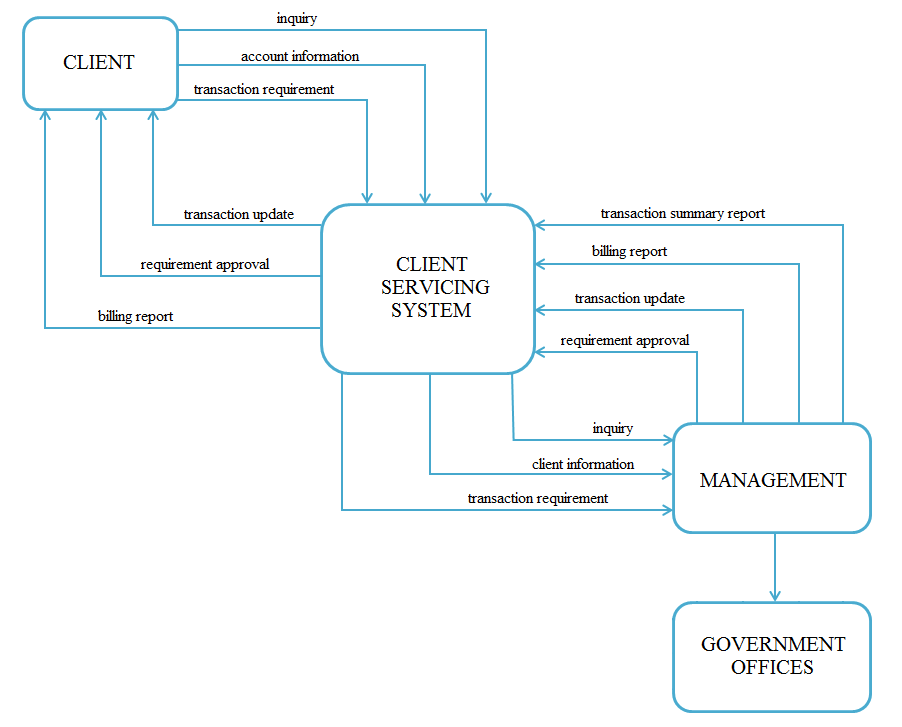 inquiry
CLIENT
account information
transaction requirement
transaction update
transaction summary report
billing report
requirement approval
CLIENT
SERVICING
SYSTEM
transaction update
billing report
requirement approval
inquiry
client information
MANAGEMENT
transaction requirement
GOVERNMENT
OFFICES